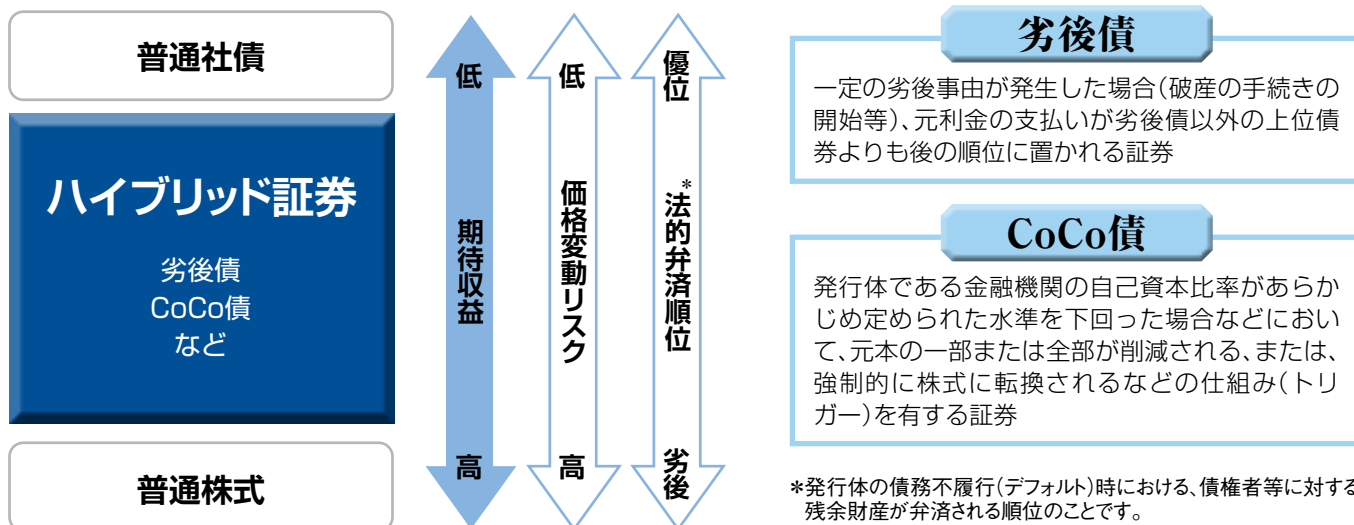 普通社債
ハイブリッド証券
劣後債
CoCo債
など
普通株式
低
期待収益
高
低
価格変動リスク
高
優位
*法的弁済順位
劣後
劣後債
一定の劣後事由が発生した場合(破産の手続きの
開始等)、元利金の支払いが劣後債以外の上位債
券よりも後の順位に置かれる証券
CoCo債
発行体である金融機関の自己資本比率があらか
じめ定められた水準を下回った場合などにおい
て、元本の一部または全部が削減される、または、
強制的に株式に転換されるなどの仕組み(トリ
ガー)を有する証券
*発行体の債務不履行(デフォルト)時における、債権者等に対する
残余財産が弁済される順位のことです。